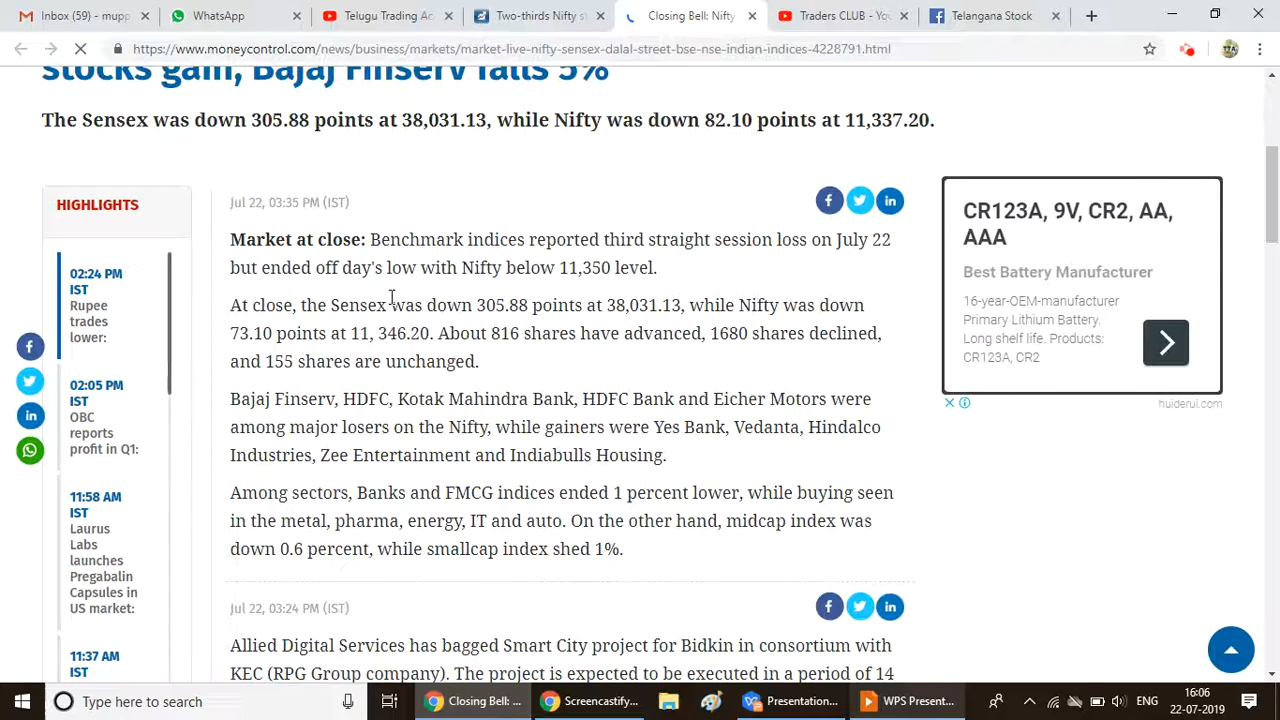 Inbox (59) - mupp
WhatsApp
Telugu Trading Ac
Two-thirds Nifty st
Closing Bell: Nifty
Traders CLUB - You
Telangana Stock
https://www.moneycontrol.com/news/business/markets/market-live-nifty-sensex-dalal-street-bse-nse-indian-indices-4228791.html
stocks gain, Bajaj Finserv falls 5%
The Sensex was down 305.88 points at 38,031.13, while Nifty was down 82.10 points at 11,337.20.
HIGHLIGHTS
02:24 PM
IST
Rupee
trades
lower:
02:05 PM
IST
OBC
reports
profit in Q1:
11:58 AM
IST
Laurus
Labs
launches
Pregabalin
Capsules in
US market:
11:37 AM
IST
Jul 22, 03:35 PM (IST)
Market at close: Benchmark indices reported third straight session loss on July 22
but ended off day's low with Nifty below 11,350 level.
At close, the Sensex was down 305.88 points at 38,031.13, while Nifty was down
73.10 points at 11, 346.20. About 816 shares have advanced, 1680 shares declined,
and 155 shares are unchanged.
Bajaj Finserv, HDFC, Kotak Mahindra Bank, HDFC Bank and Eicher Motors were
among major losers on the Nifty, while gainers were Yes Bank, Vedanta, Hindalco
Industries, Zee Entertainment and Indiabulls Housing.
Among sectors, Banks and FMCG indices ended 1 percent lower, while buying seen
in the metal, pharma, energy, IT and auto. On the other hand, midcap index was
down 0.6 percent, while smallcap index shed 1%.
Jul 22, 03:24 PM (IST)
Allied Digital Services has bagged Smart City project for Bidkin in consortium with
KEC (RPG Group company). The project is expected to be executed in a period of 14
CR123A, 9V, CR2, AA,
AAA
Best Battery Manufacturer
16-year-OEM-manufacturer
Primary Lithium Battery.
Long shelf life. Products:
CR123A, CR2
huiderui.com
Type here to search
Closing Bell: ...
Screencastify...
Presentation...
WPS Present...
ENG
16:06
22-07-2019